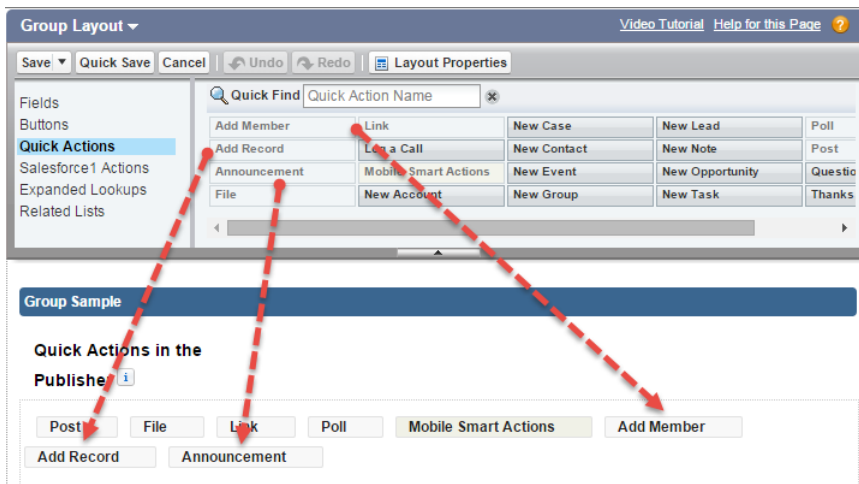 Group Layout
Video Tutorial Help for this Page ?
Save Quick Save Cancel Undo Redo Layout Properties
Fields
Buttons
Quick Actions
Salesforce1 Actions
Expanded Lookups
Related Lists
Quick Find Quick Action Name
Add Member Link New Case New Lead Poll
Add Record Log a Call New Contact New Note Post
Announcement Mobile Smart Actions New Event New Opportunity Questio
File New Account New Group New Task Thanks
Group Sample
Quick Actions in the
Publisher i
Post File Link Poll Mobile Smart Actions Add Member
Add Record Announcement